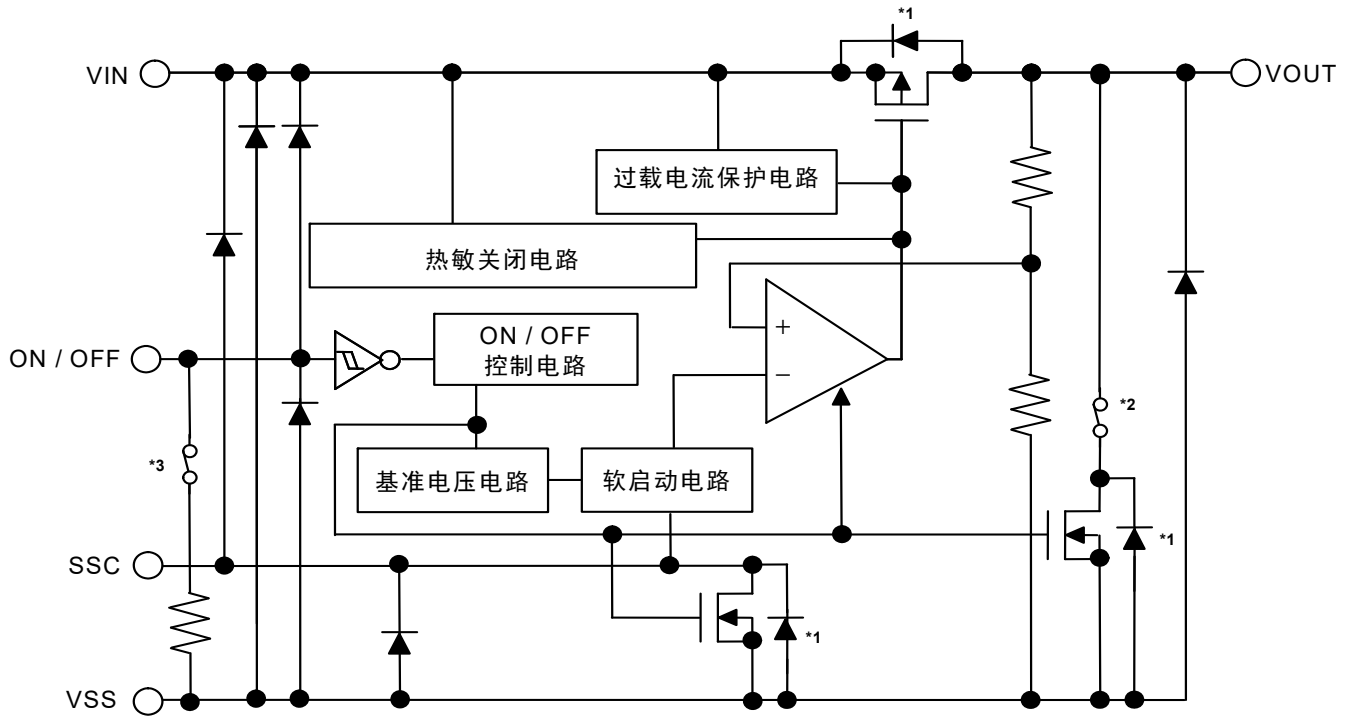 *1
VIN
VOUT
过载电流保护电路
热敏关闭电路
+
−
ON / OFF
ON / OFF
控制电路
*2
*3
基准电压电路
软启动电路
*1
SSC
*1
VSS